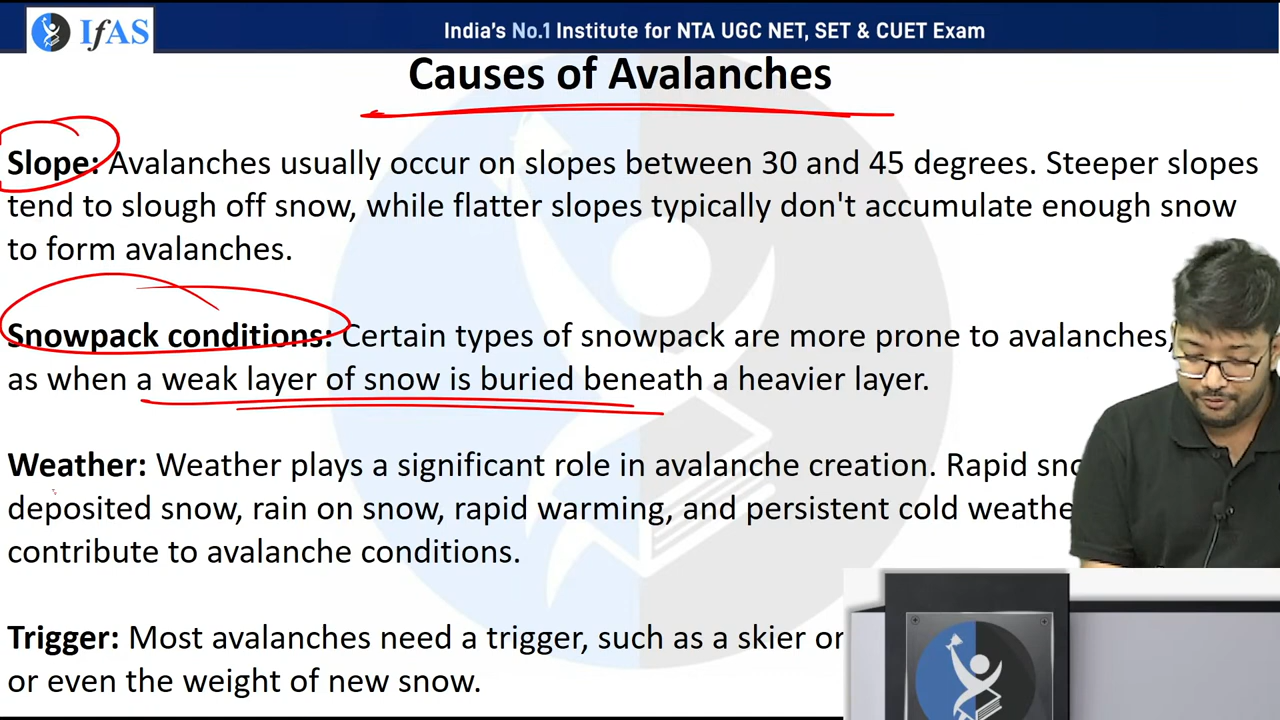 IfAS
India's No.1 Institute for NTA UGC NET, SET & CUET Exam
Causes of Avalanches
Slope: Avalanches usually occur on slopes between 30 and 45 degrees. Steeper slopes
tend to slough off snow, while flatter slopes typically don't accumulate enough snow
to form avalanches.
Snowpack conditions: Certain types of snowpack are more prone to avalanches,
as when a weak layer of snow is buried beneath a heavier layer.
Weather: Weather plays a significant role in avalanche creation. Rapid
deposited snow, rain on snow, rapid warming, and persistent cold
contribute to avalanche conditions.
Trigger: Most avalanches need a trigger, such as a skier or
or even the weight of new snow.